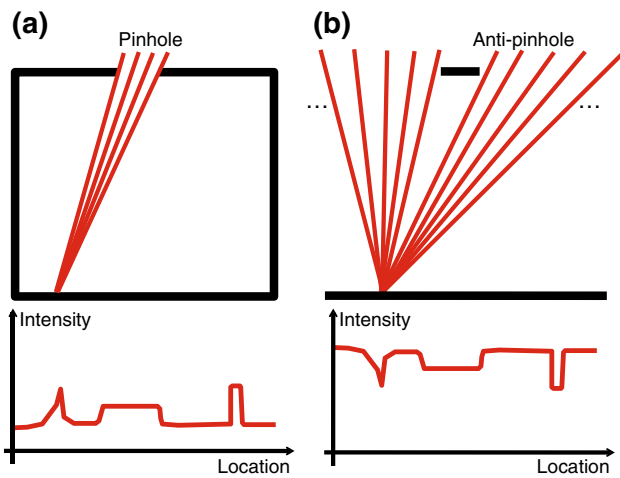 (a)
Pinhole
(b)
Anti-pinhole
...
...
Intensity
Location
Intensity
Location